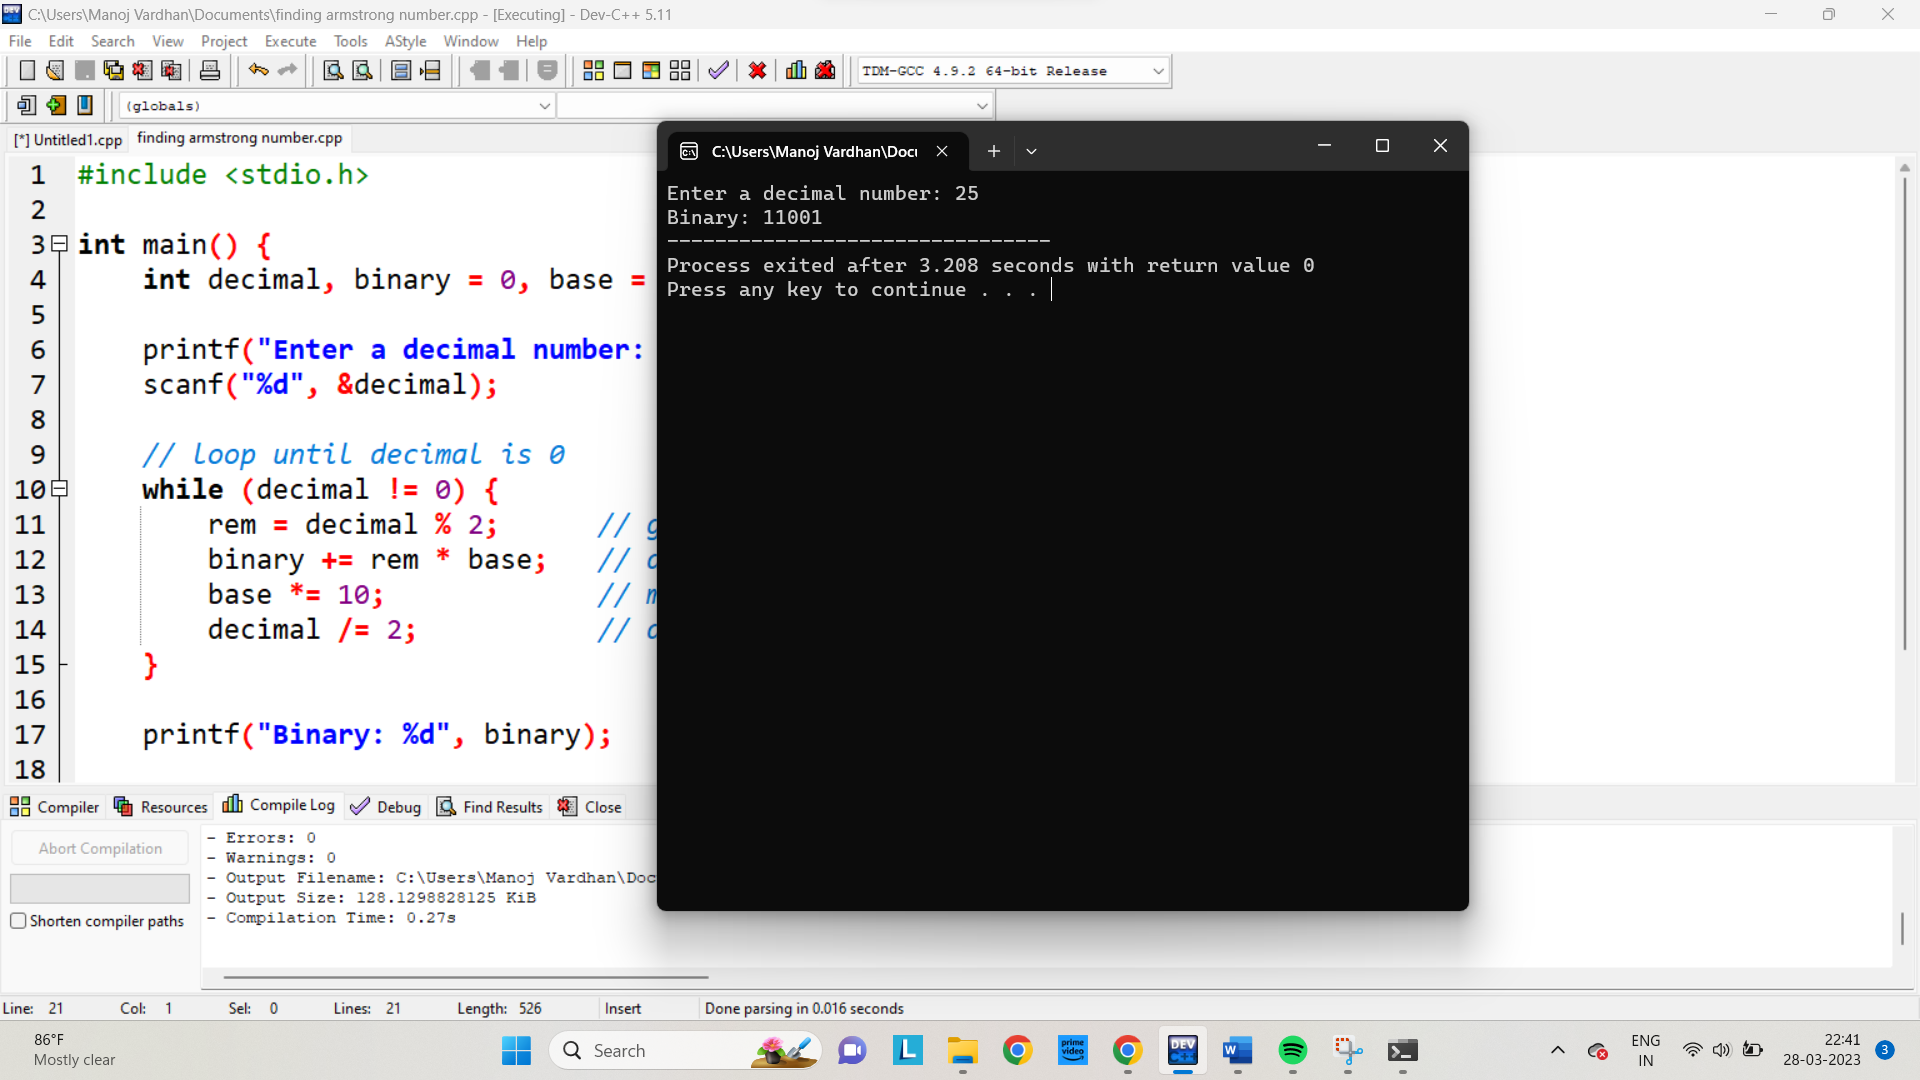 C:\Users\Manoj Vardhan\Documents\finding armstrong number.cpp - [Executing] - Dev-C++ 5.11
File Edit Search View Project Execute Tools AStyle Window Help
TDM-GCC 4.9.2 64-bit Release
(globals)
[*] Untitled1.cpp finding armstrong number.cpp
1 #include <stdio.h>
2
3 int main() {
4 int decimal, binary = 0, base =
5
6 printf("Enter a decimal number:
7 scanf("%d", &decimal);
8
9 // loop until decimal is 0
10 while (decimal != 0) {
11 rem = decimal % 2; // g
12 binary += rem * base; //
13 base *= 10; // m
14 decimal /= 2; //
15 }
16
17 printf("Binary: %d", binary);
18
C:\Users\Manoj Vardhan\Docu
Enter a decimal number: 25
Binary: 11001
--------------------------------
Process exited after 3.208 seconds with return value 0
Press any key to continue . . .
Compiler Resources Compile Log Debug Find Results Close
Abort Compilation
Shorten compiler paths
- Errors: 0
- Warnings: 0
- Output Filename: C:\Users\Manoj Vardhan\Doc
- Output Size: 128.1298828125 KiB
- Compilation Time: 0.27s
Line: 21 Col: 1 Sel: 0 Lines: 21 Length: 526 Insert Done parsing in 0.016 seconds
86°F
Mostly clear
Search
L
prime video
DEV C++
W
ENG
IN
22:41
28-03-2023
3